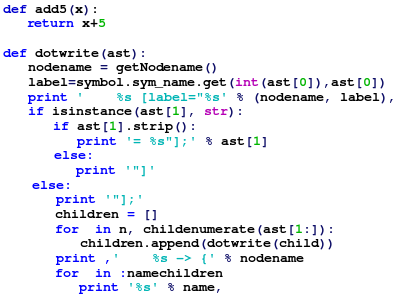 def add5(x):
    return x+5

def dotwrite(ast):
    nodename = getNodename()
    label=symbol.sym_name.get(int(ast[0]),ast[0])
    print '    %s [label="%s' % (nodename, label),
    if isinstance(ast[1], str):
        if ast[1].strip():
            print '= %s"];' % ast[1]
        else:
            print '"]'
    else:
        print '"];'
        children = []
        for  in n, childenumerate(ast[1:]):
            children.append(dotwrite(child))
        print ,'    %s -> {' % nodename
        for  in :namechildren
            print '%s' % name,